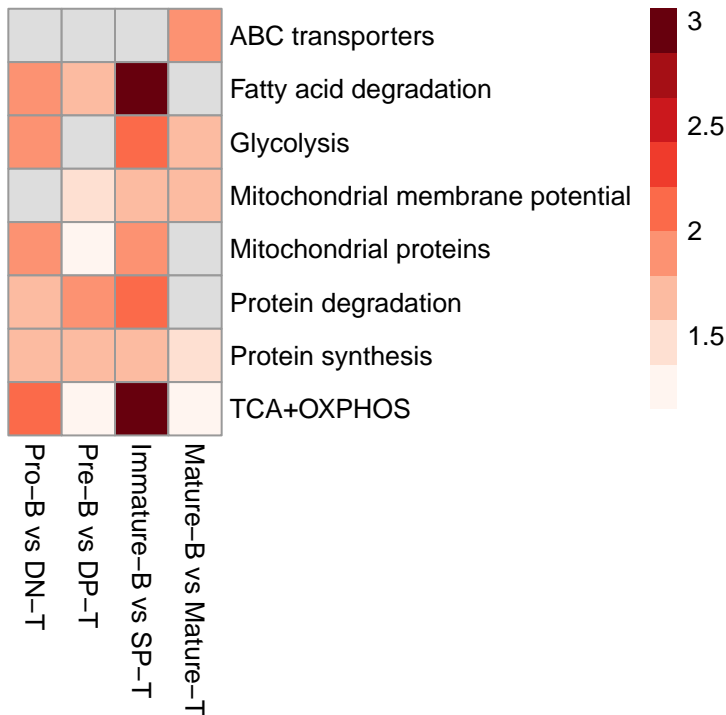 ABC transporters
Fatty acid degradation
Glycolysis
Mitochondrial membrane potential
Mitochondrial proteins
Protein degradation
Protein synthesis
TCA+OXPHOS
Pro−B vs DN−T
Pre−B vs DP−T
Immature−B vs SP−T
Mature−B vs Mature−T
3
2.5
2
1.5